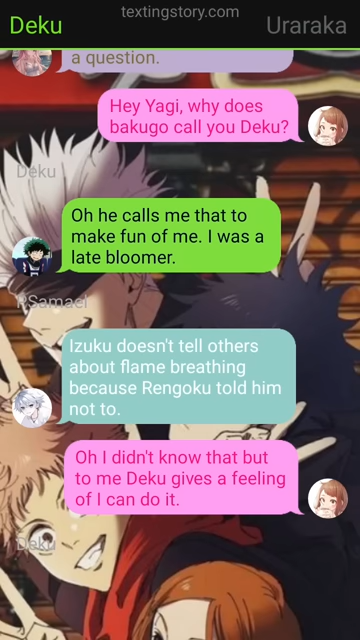 textingstory.com
Deku
Uraraka
a question.
Hey Yagi, why does
bakugo call you Deku?
Deku
Oh he calls me that to
make fun of me. I was a
late bloomer.
PSamael
Izuku doesn't tell others
about flame breathing
because Rengoku told him
not to.
Oh I didn't know that but
to me Deku gives a feeling
of I can do it.
Deku